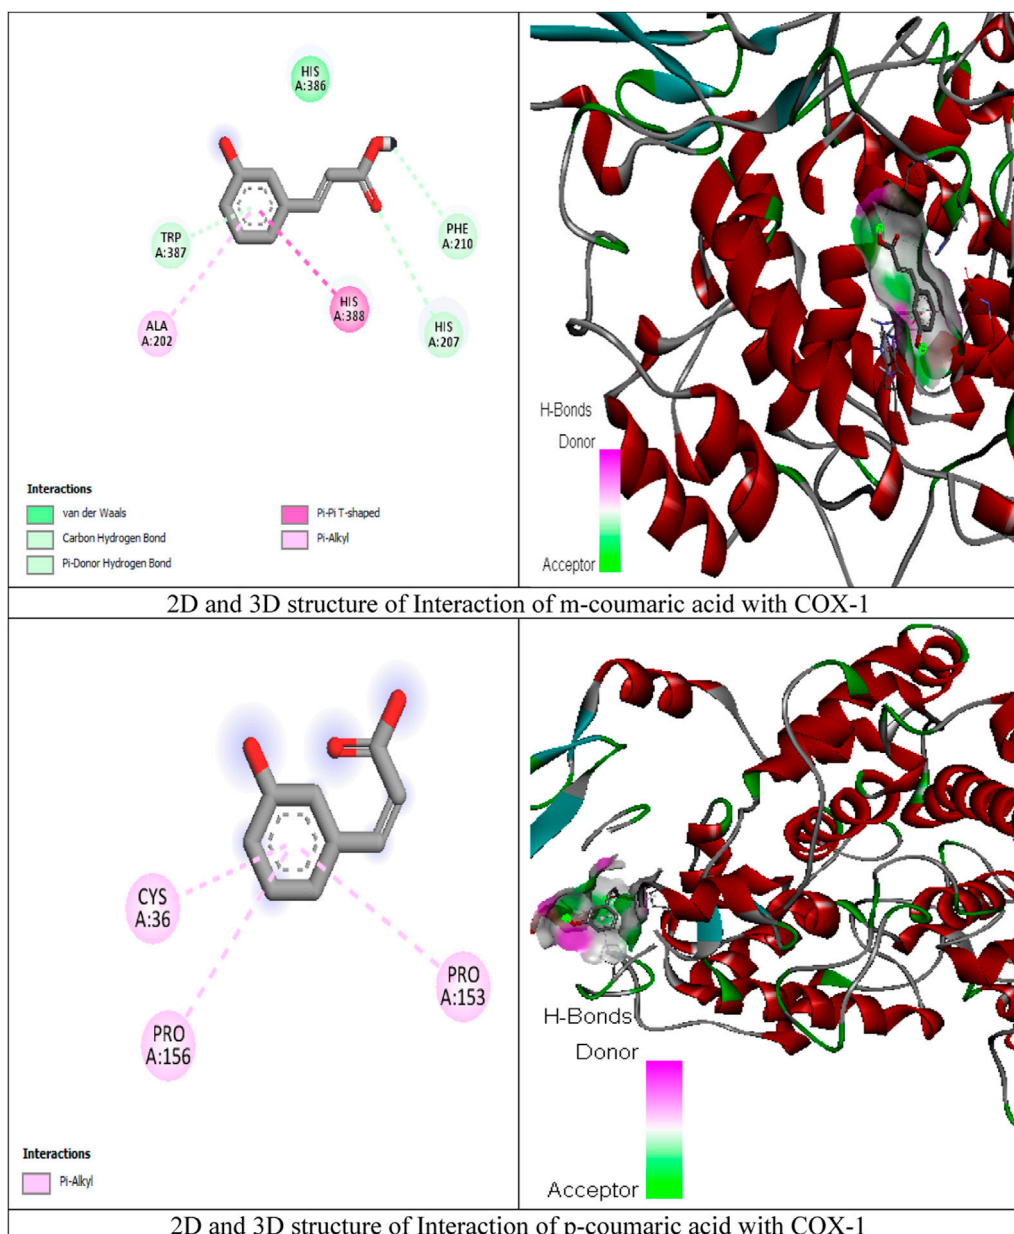 HIS
A:386
TRP
A:387
PHE
A:210
ALA
A:202
HIS
A:388
HIS
A:207
Interactions
van der Waals
Carbon Hydrogen Bond
Pi-Donor Hydrogen Bond
Pi-Pi T-shaped
Pi-Alkyl
H-Bonds
Donor
Acceptor
2D and 3D structure of Interaction of m-coumaric acid with COX-1
CYS
A:36
PRO
A:153
PRO
A:156
Interactions
Pi-Alkyl
H-Bonds
Donor
Acceptor
2D and 3D structure of Interaction of p-coumaric acid with COX-1